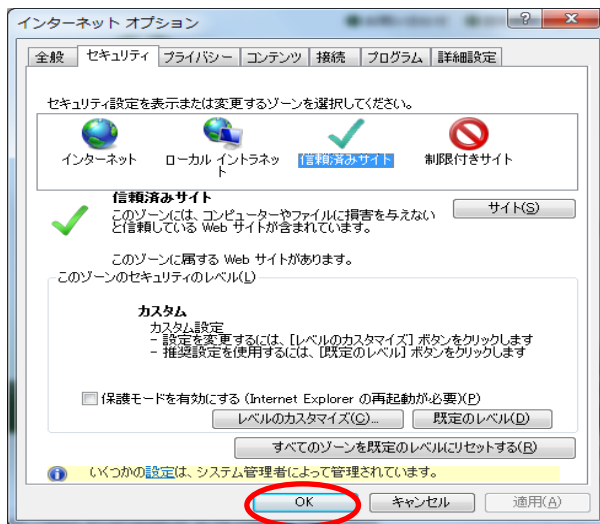 インターネット オプション
全般 セキュリティ プライバシー コンテンツ 接続 プログラム 詳細設定
セキュリティ設定を表示または変更するゾーンを選択してください。
インターネット ローカル イントラネット 信頼済みサイト 制限付きサイト
信頼済みサイト
このゾーンには、コンピューターやファイルに損害を与えない
と信頼している Web サイトが含まれています。
サイト(S)
このゾーンに属する Web サイトがあります。
このゾーンのセキュリティのレベル(L)
カスタム
カスタム設定
- 設定を変更するには、[レベルのカスタマイズ] ボタンをクリックします
- 推奨設定を使用するには、[既定のレベル] ボタンをクリックします
保護モードを有効にする (Internet Explorer の再起動が必要)(P)
レベルのカスタマイズ(C)... 既定のレベル(D)
すべてのゾーンを既定のレベルにリセットする(R)
いくつかの設定は、システム管理者によって管理されています。
OK キャンセル 適用(A)